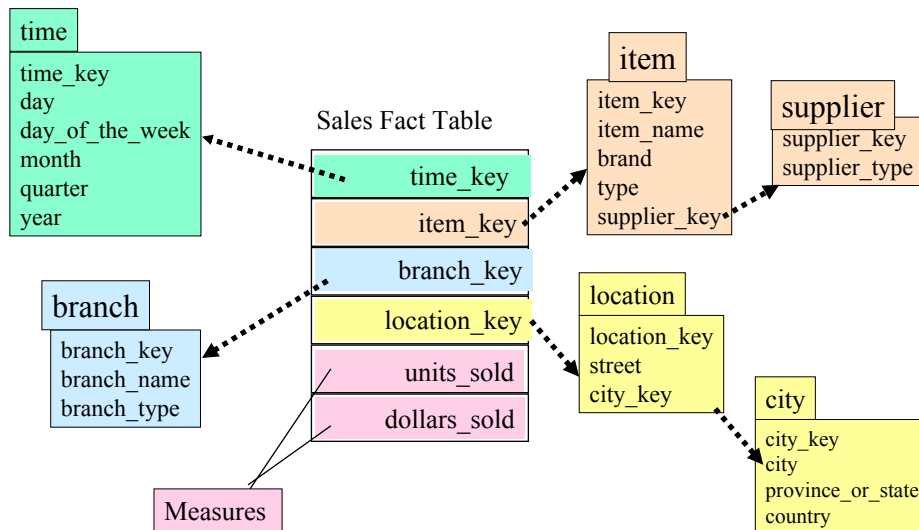 time
time_key
day
day_of_the_week
month
quarter
year
Sales Fact Table
time_key
item_key
branch_key
location_key
units_sold
dollars_sold
Measures
branch
branch_key
branch_name
branch_type
item
item_key
item_name
brand
type
supplier_key
supplier
supplier_key
supplier_type
location
location_key
street
city_key
city
city_key
city
province_or_state
country